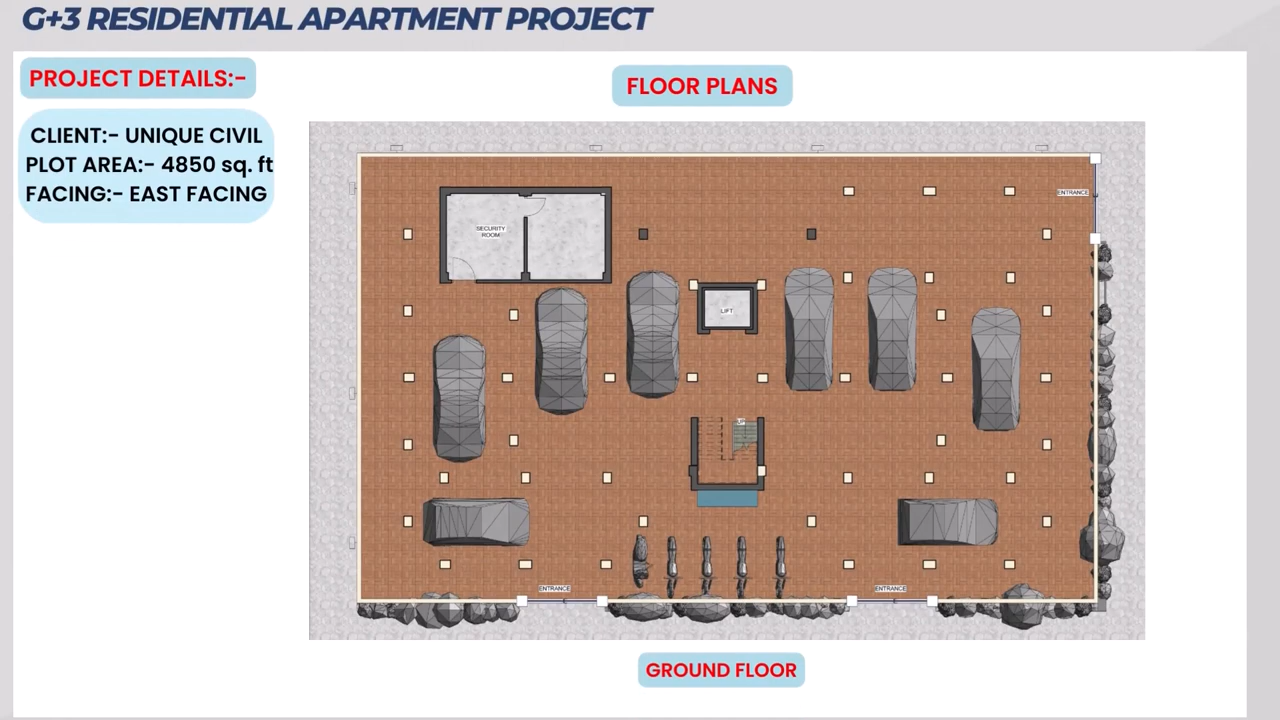 G+3 RESIDENTIAL APARTMENT PROJECT
PROJECT DETAILS:-
FLOOR PLANS
CLIENT:- UNIQUE CIVIL
PLOT AREA:- 4850 sq. ft
FACING:- EAST FACING
ENTRANCE
SECURITY
ROOM
LIFT
UP
ENTRANCE
ENTRANCE
GROUND FLOOR